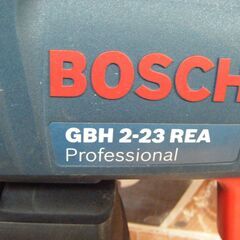 BOSCH
GBH 2-23 REA
Professional